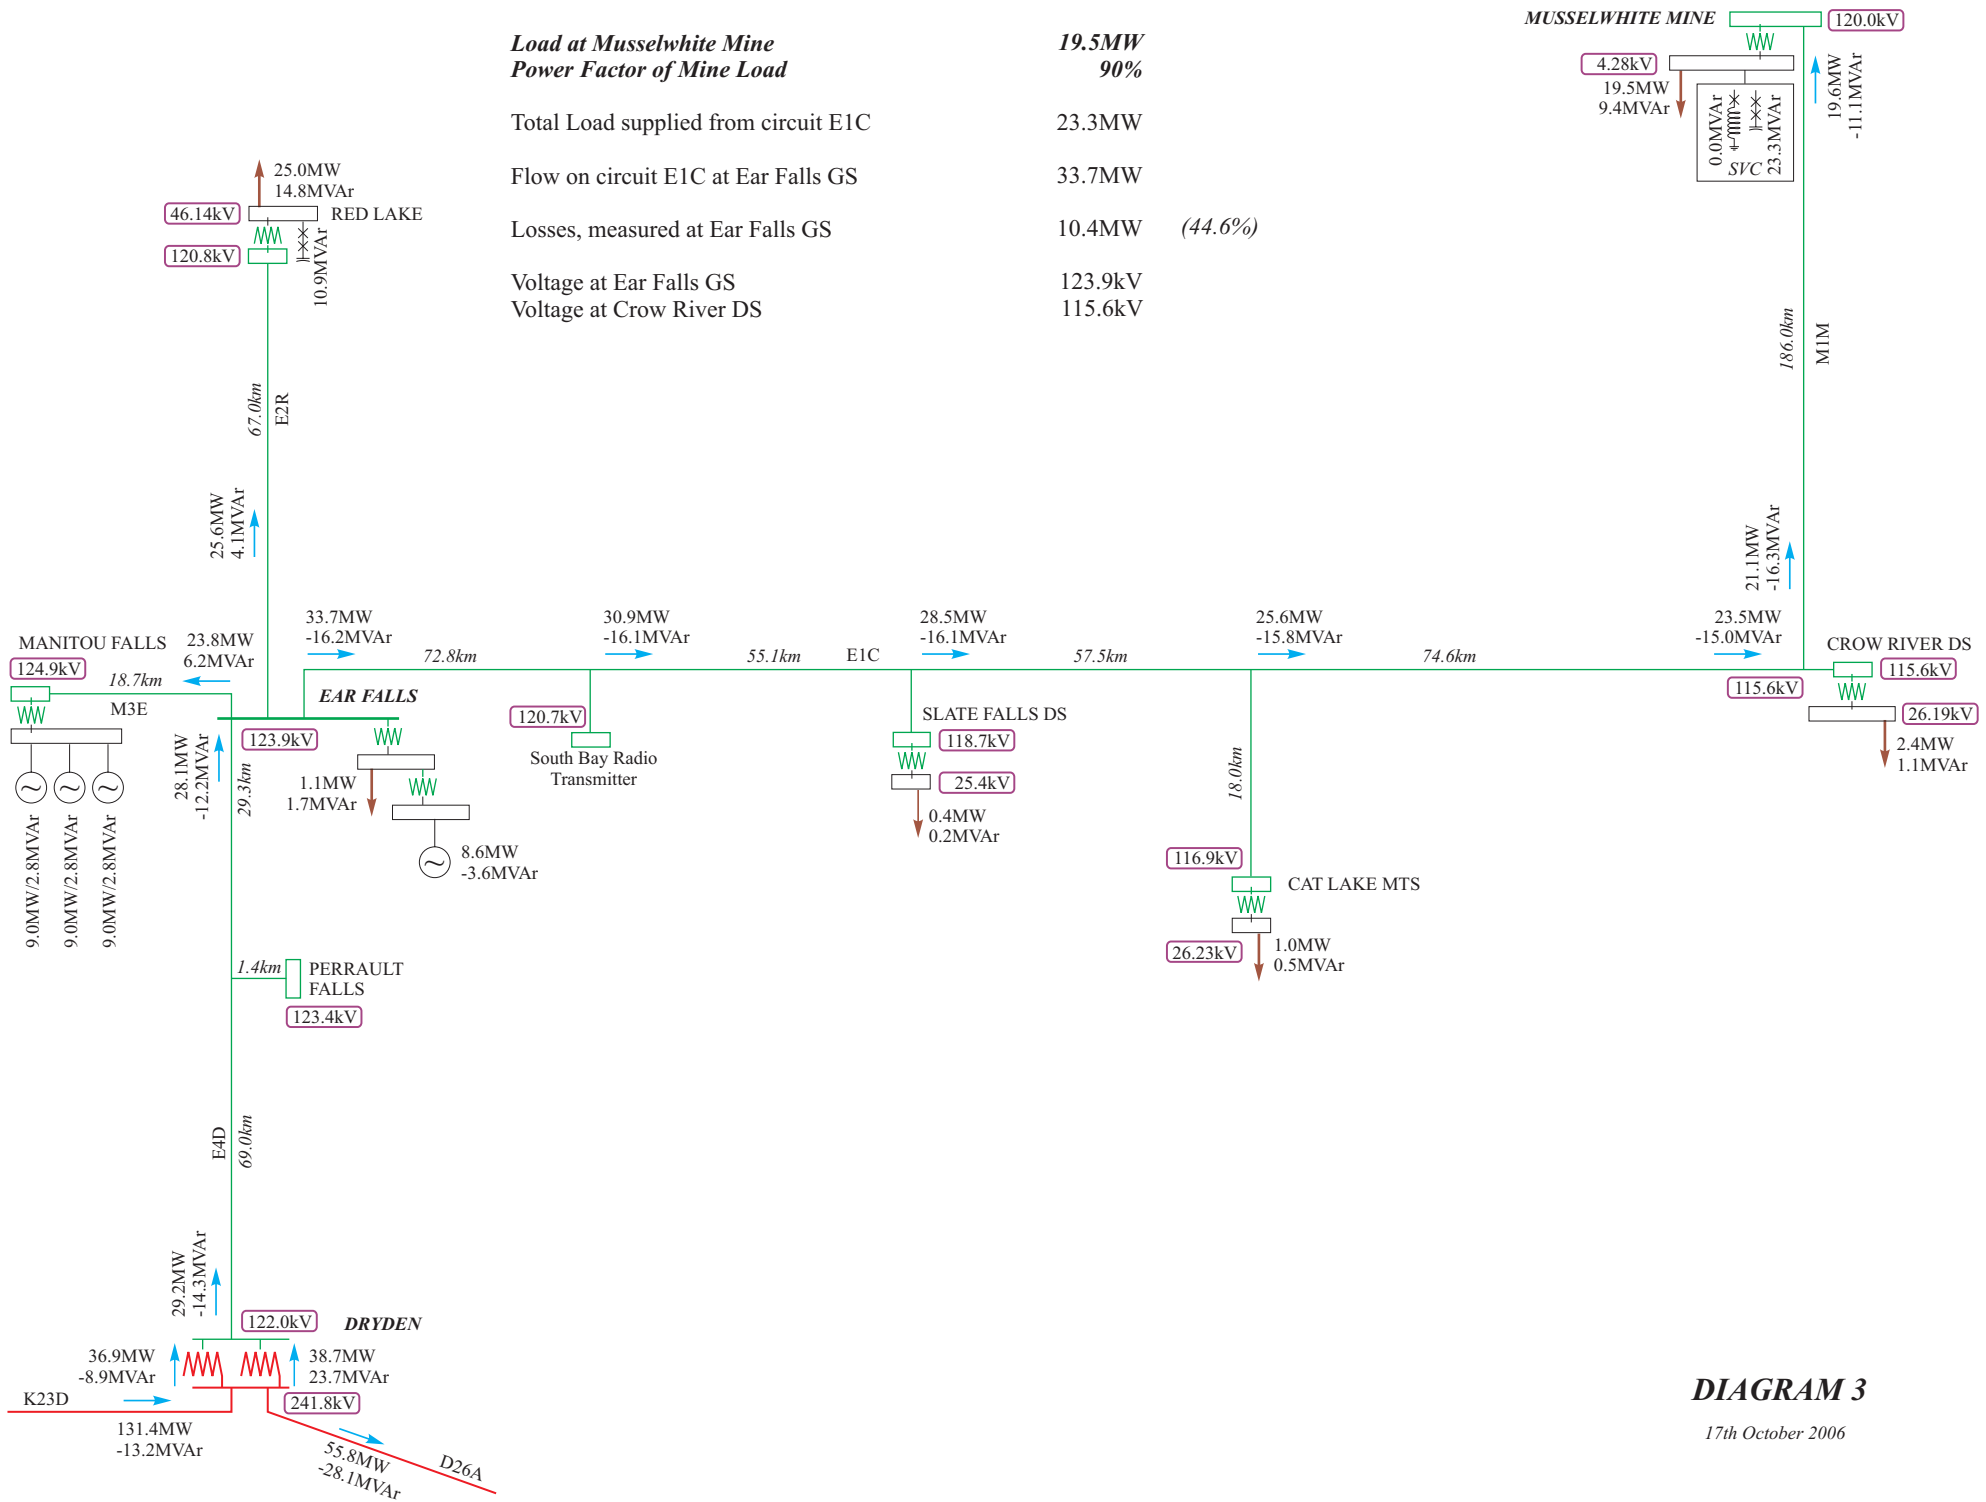 Load at Musselwhite Mine 19.5MW
Power Factor of Mine Load 90%
Total Load supplied from circuit E1C 23.3MW
Flow on circuit E1C at Ear Falls GS 33.7MW
Losses, measured at Ear Falls GS 10.4MW (44.6%)
Voltage at Ear Falls GS 123.9kV
Voltage at Crow River DS 115.6kV
MUSSELWHITE MINE
120.0kV
4.28kV
19.5MW
9.4MVAr
0.0MVAr
23.3MVAr
SVC
19.6MW
-11.1MVAr
186.0km
M1M
21.1MW
-16.3MVAr
25.0MW
14.8MVAr
46.14kV
RED LAKE
120.8kV
10.9MVAr
67.0km
E2R
25.6MW
4.1MVAr
MANITOU FALLS
124.9kV
23.8MW
6.2MVAr
18.7km
M3E
9.0MW/2.8MVAr
9.0MW/2.8MVAr
9.0MW/2.8MVAr
33.7MW
-16.2MVAr
72.8km
EAR FALLS
123.9kV
28.1MW
-12.2MVAr
29.3km
1.1MW
1.7MVAr
8.6MW
-3.6MVAr
30.9MW
-16.1MVAr
55.1km
E1C
120.7kV
South Bay Radio
Transmitter
28.5MW
-16.1MVAr
57.5km
SLATE FALLS DS
118.7kV
25.4kV
0.4MW
0.2MVAr
25.6MW
-15.8MVAr
74.6km
18.0km
116.9kV
CAT LAKE MTS
26.23kV
1.0MW
0.5MVAr
23.5MW
-15.0MVAr
CROW RIVER DS
115.6kV
115.6kV
26.19kV
2.4MW
1.1MVAr
1.4km
PERRAULT
FALLS
123.4kV
E4D
69.0km
29.2MW
-14.3MVAr
122.0kV
DRYDEN
36.9MW
-8.9MVAr
38.7MW
23.7MVAr
K23D
241.8kV
131.4MW
-13.2MVAr
55.8MW
-28.1MVAr
D26A
DIAGRAM 3
17th October 2006